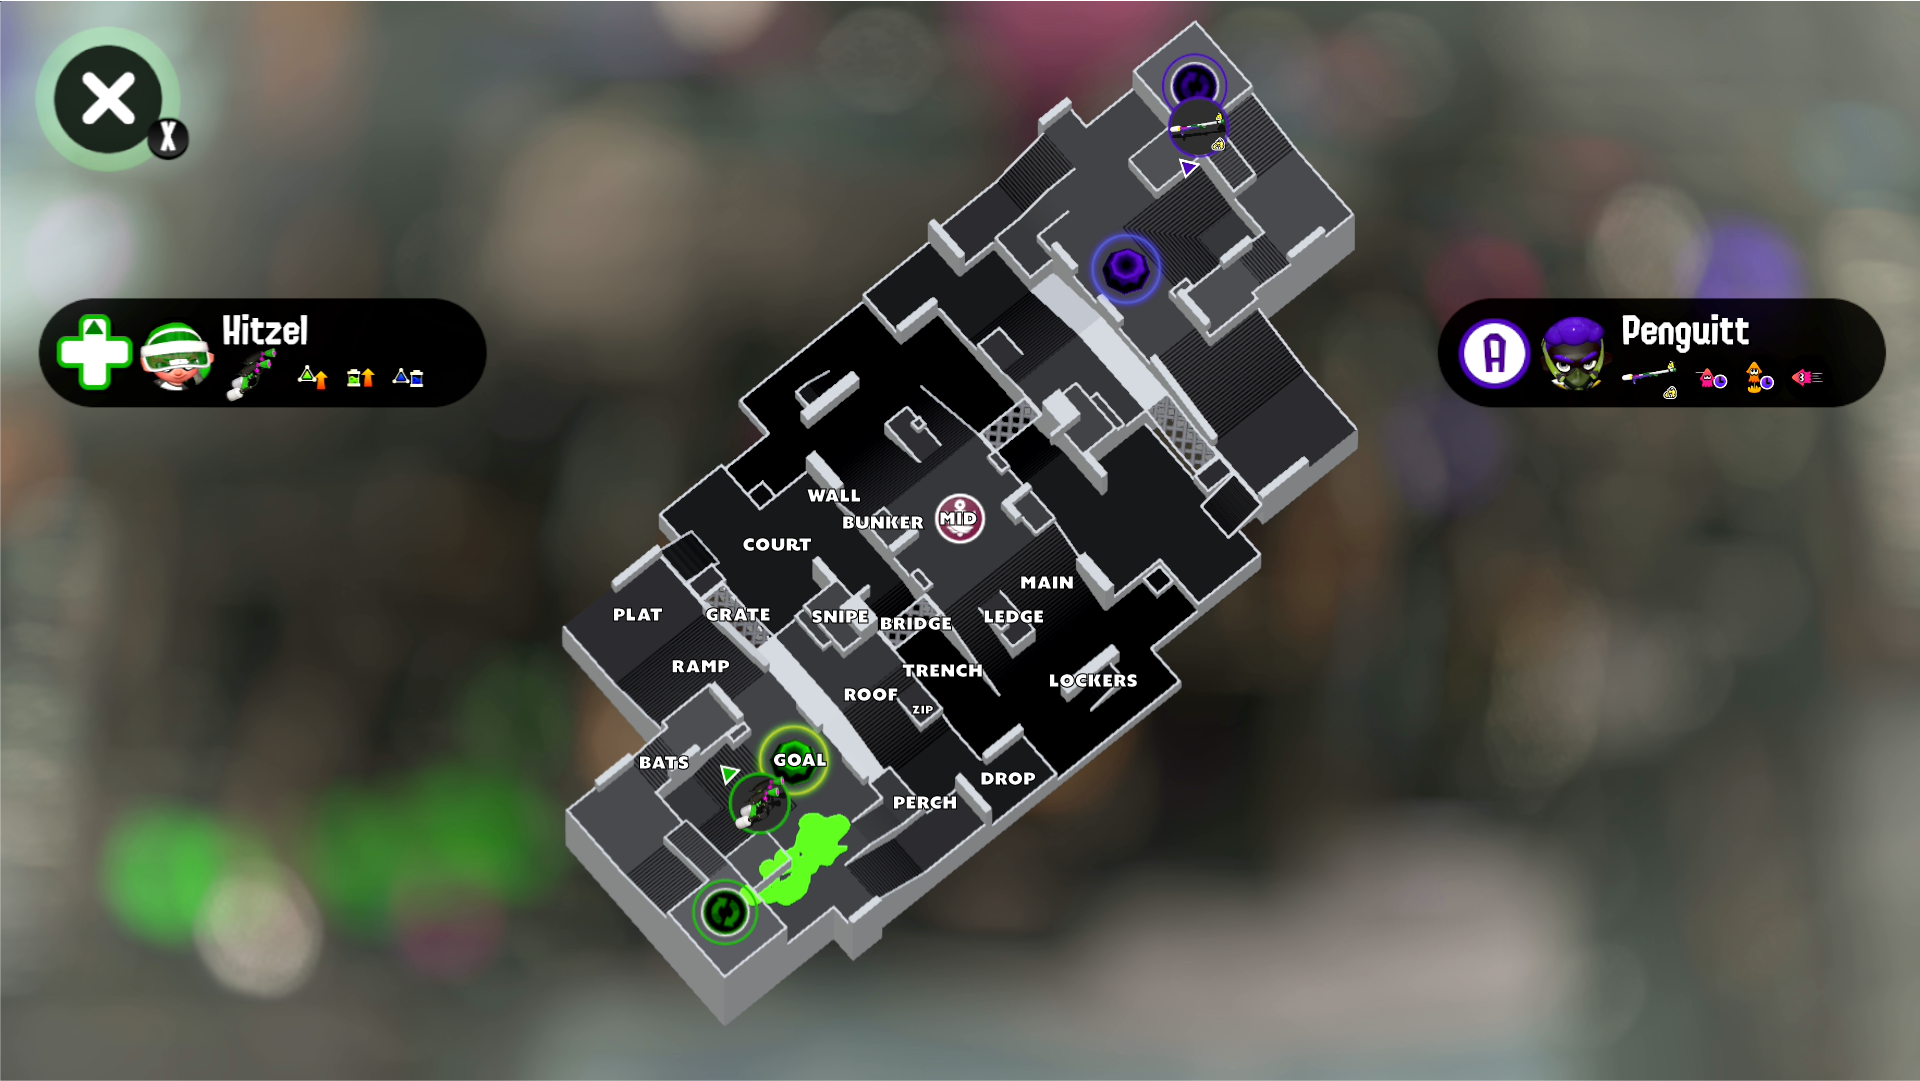 X
Hitzel
A
Penguitt
WALL
BUNKER
MID
COURT
MAIN
PLAT
GRATE
SNIPE
BRIDGE
LEDGE
RAMP
TRENCH
LOCKERS
ROOF
ZIP
BATS
GOAL
DROP
PERCH